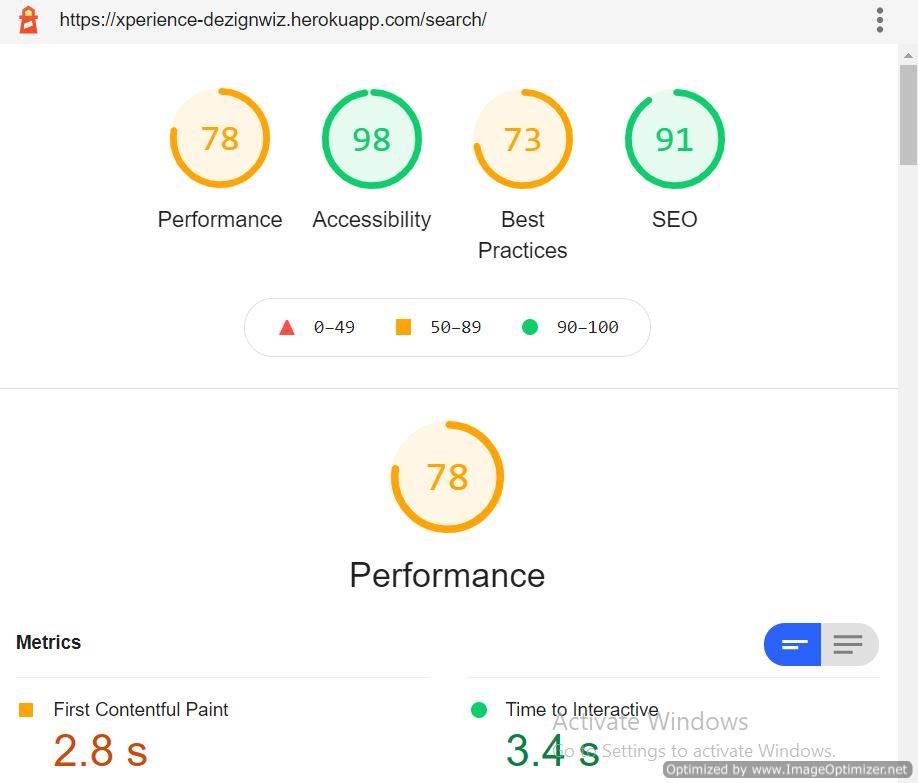 https://xperience-dezignwiz.herokuapp.com/search/
78 98 73 91
Performance Accessibility Best Practices SEO
0–49 50–89 90–100
78
Performance
Metrics
First Contentful Paint Time to Interactive
2.8 s 3.4 s
Activate Windows
Go to Settings to activate Windows.
Optimized by www.ImageOptimizer.net